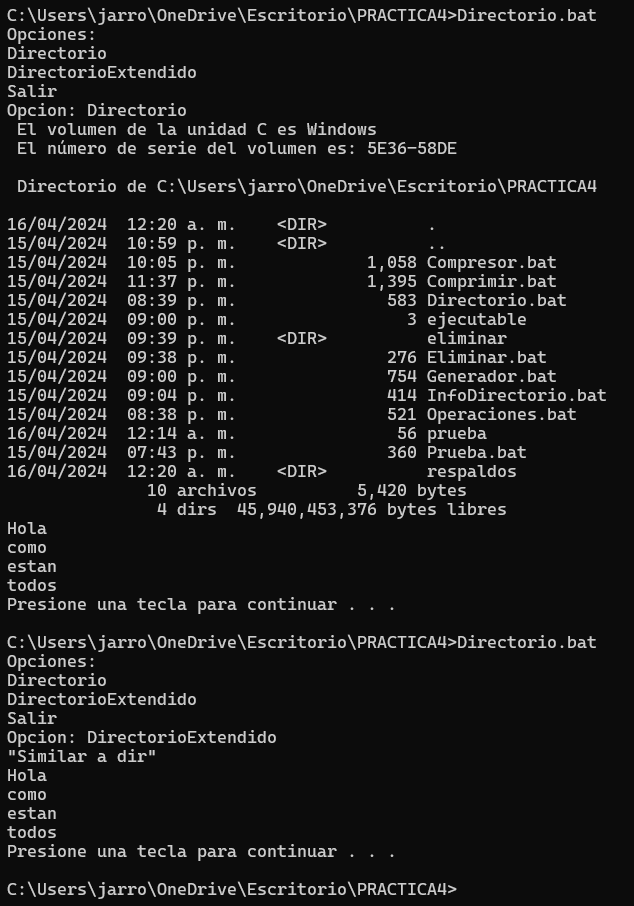 C:\Users\jarro\OneDrive\Escritorio\PRACTICA4>Directorio.bat
Opciones:
Directorio
DirectorioExtendido
Salir
Opcion: Directorio
 El volumen de la unidad C es Windows
 El número de serie del volumen es: 5E36-58DE

 Directorio de C:\Users\jarro\OneDrive\Escritorio\PRACTICA4

16/04/2024  12:20 a. m.    <DIR>          .
15/04/2024  10:59 p. m.    <DIR>          ..
15/04/2024  10:05 p. m.             1,058 Compresor.bat
15/04/2024  11:37 p. m.             1,395 Comprimir.bat
15/04/2024  08:39 p. m.               583 Directorio.bat
15/04/2024  09:00 p. m.                 3 ejecutable
15/04/2024  09:39 p. m.    <DIR>          eliminar
15/04/2024  09:38 p. m.               276 Eliminar.bat
15/04/2024  09:00 p. m.               754 Generador.bat
15/04/2024  09:04 p. m.               414 InfoDirectorio.bat
15/04/2024  08:38 p. m.               521 Operaciones.bat
16/04/2024  12:14 a. m.                56 prueba
15/04/2024  07:43 p. m.               360 Prueba.bat
16/04/2024  12:20 a. m.    <DIR>          respaldos
              10 archivos          5,420 bytes
               4 dirs  45,940,453,376 bytes libres
Hola
como
estan
todos
Presione una tecla para continuar . . .

C:\Users\jarro\OneDrive\Escritorio\PRACTICA4>Directorio.bat
Opciones:
Directorio
DirectorioExtendido
Salir
Opcion: DirectorioExtendido
"Similar a dir"
Hola
como
estan
todos
Presione una tecla para continuar . . .

C:\Users\jarro\OneDrive\Escritorio\PRACTICA4>